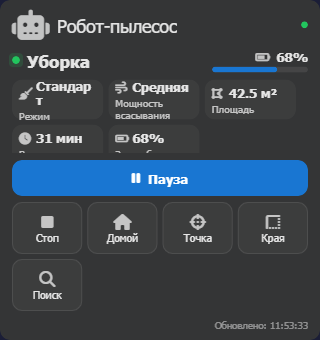 Робот-пылесос
Уборка
68%
Стандар
т
Режим
Средняя
Мощность
всасывания
42.5 м²
Площадь
31 мин
68%
Пауза
Стоп
Домой
Точка
Края
Поиск
Обновлено: 11:53:33